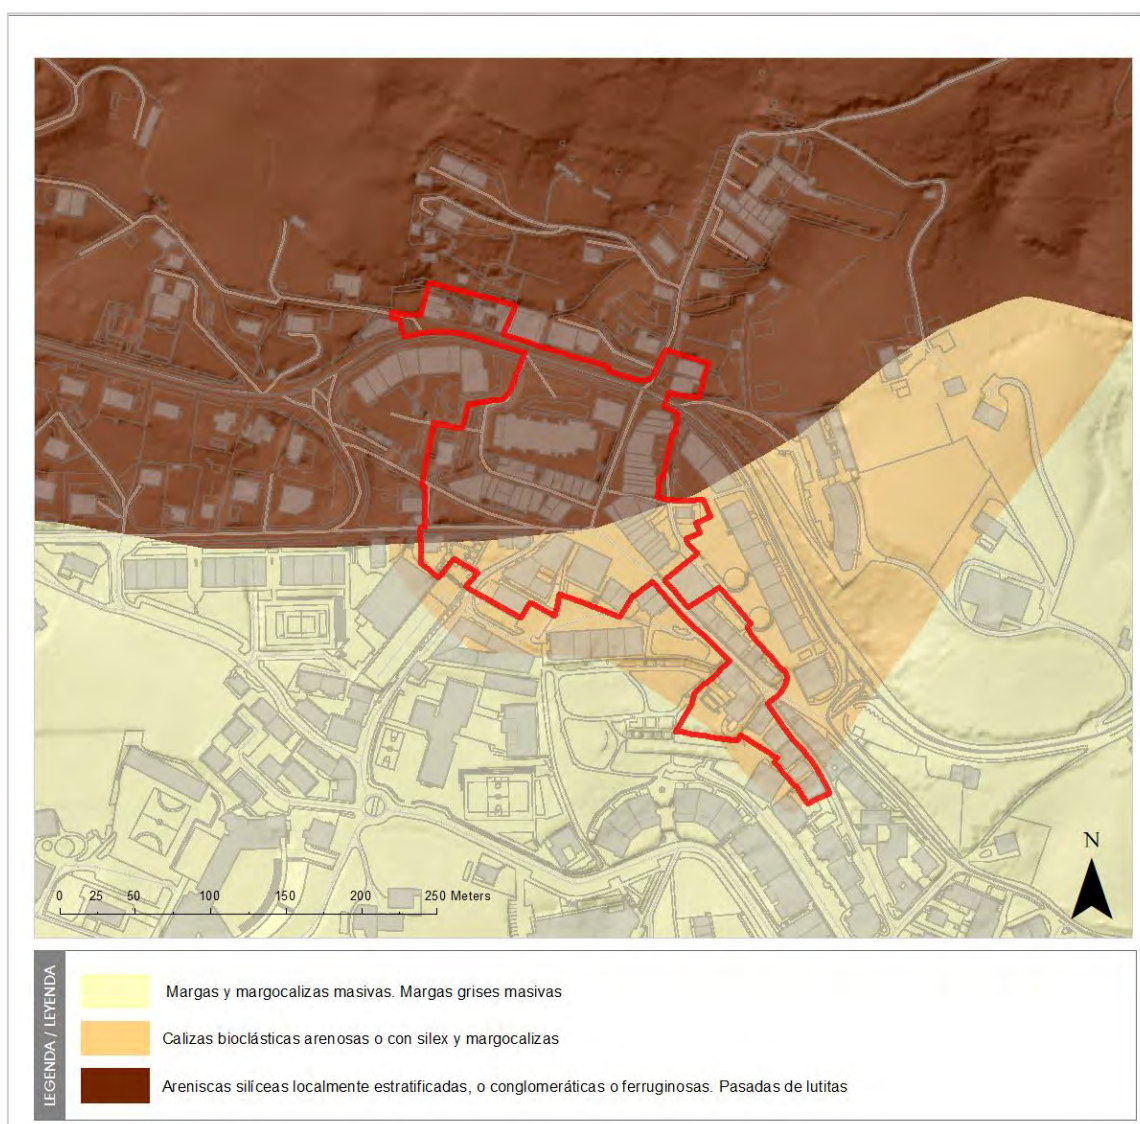 N
0 25 50 100 150 200 250 Meters
LEGENDA / LEYENDA
Margas y margocalizas masivas. Margas grises masivas
Calizas bioclásticas arenosas o con silex y margocalizas
Areniscas silíceas localmente estratificadas, o conglomeráticas o ferruginosas. Pasadas de lutitas